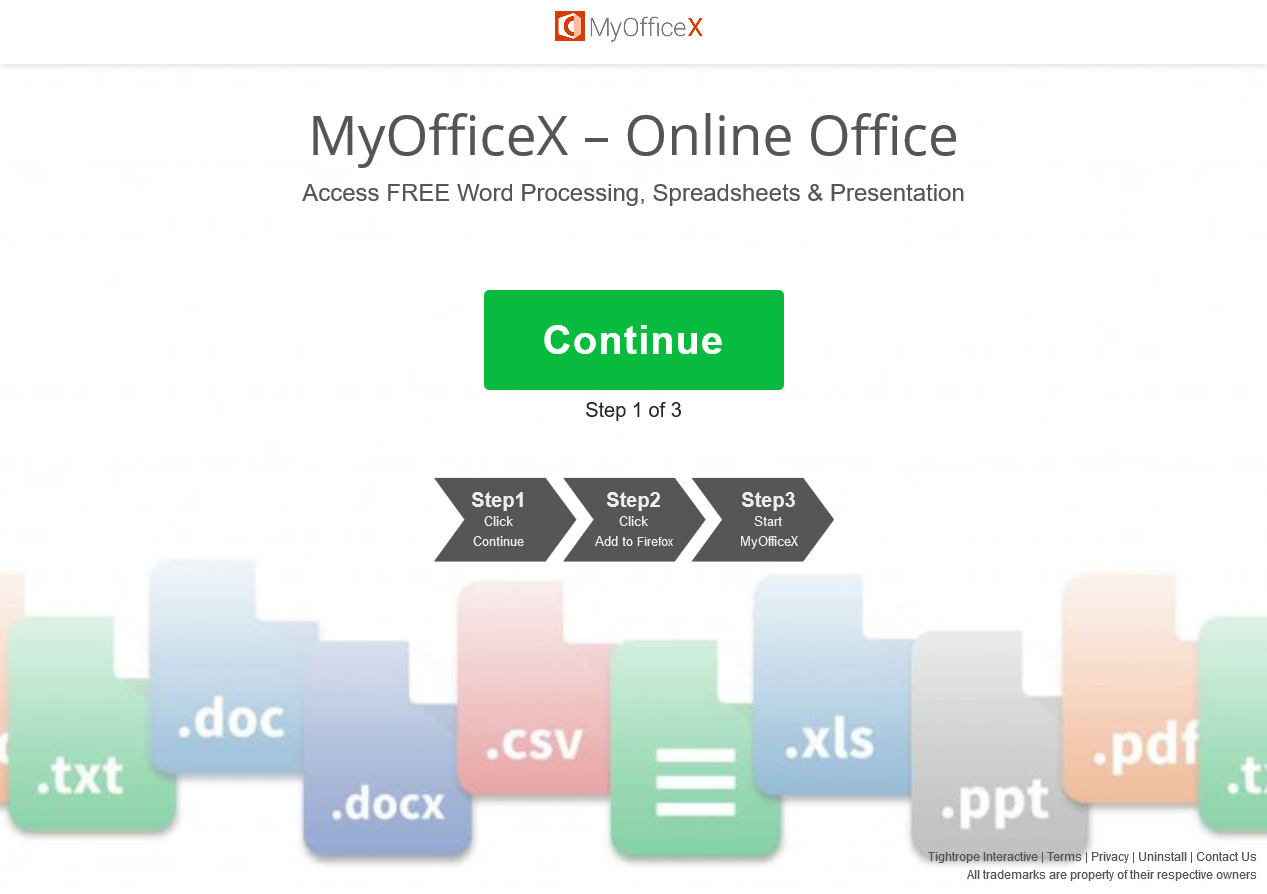 MyOfficeX
MyOfficeX – Online Office
Access FREE Word Processing, Spreadsheets & Presentation
Continue
Step 1 of 3
Step1
Click
Continue
Step2
Click
Add to Firefox
Step3
Start
MyOfficeX
.txt
.doc
.docx
.csv
.xls
.ppt
.pdf
.tx
Tightrope Interactive | Terms | Privacy | Uninstall | Contact Us
All trademarks are property of their respective owners